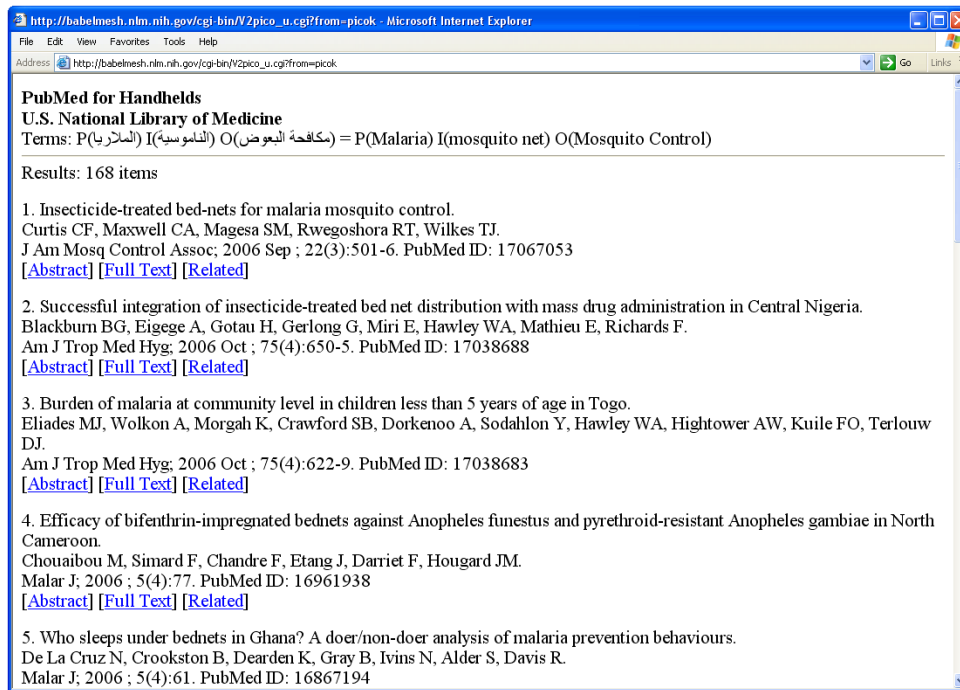 http://babelmesh.nlm.nih.gov/cgi-bin/V2pico_u.cgi?from=picok - Microsoft Internet Explorer
File Edit View Favorites Tools Help
Address http://babelmesh.nlm.nih.gov/cgi-bin/V2pico_u.cgi?from=picok Go Links
PubMed for Handhelds
U.S. National Library of Medicine
Terms: P(الملاريا) I(الناموسية) O(مكافحة البعوض) = P(Malaria) I(mosquito net) O(Mosquito Control)
Results: 168 items
1. Insecticide-treated bed-nets for malaria mosquito control.
Curtis CF, Maxwell CA, Magesa SM, Rwegoshora RT, Wilkes TJ.
J Am Mosq Control Assoc; 2006 Sep ; 22(3):501-6. PubMed ID: 17067053
[Abstract] [Full Text] [Related]
2. Successful integration of insecticide-treated bed net distribution with mass drug administration in Central Nigeria.
Blackburn BG, Eigege A, Gotau H, Gerlong G, Miri E, Hawley WA, Mathieu E, Richards F.
Am J Trop Med Hyg; 2006 Oct ; 75(4):650-5. PubMed ID: 17038688
[Abstract] [Full Text] [Related]
3. Burden of malaria at community level in children less than 5 years of age in Togo.
Eliades MJ, Wolkon A, Morgah K, Crawford SB, Dorkenoo A, Sodahlon Y, Hawley WA, Hightower AW, Kuile FO, Terlouw
DJ.
Am J Trop Med Hyg; 2006 Oct ; 75(4):622-9. PubMed ID: 17038683
[Abstract] [Full Text] [Related]
4. Efficacy of bifenthrin-impregnated bednets against Anopheles funestus and pyrethroid-resistant Anopheles gambiae in North
Cameroon.
Chouaibou M, Simard F, Chandre F, Etang J, Darriet F, Hougard JM.
Malar J; 2006 ; 5(4):77. PubMed ID: 16961938
[Abstract] [Full Text] [Related]
5. Who sleeps under bednets in Ghana? A doer/non-doer analysis of malaria prevention behaviours.
De La Cruz N, Crookston B, Dearden K, Gray B, Ivins N, Alder S, Davis R.
Malar J; 2006 ; 5(4):61. PubMed ID: 16867194